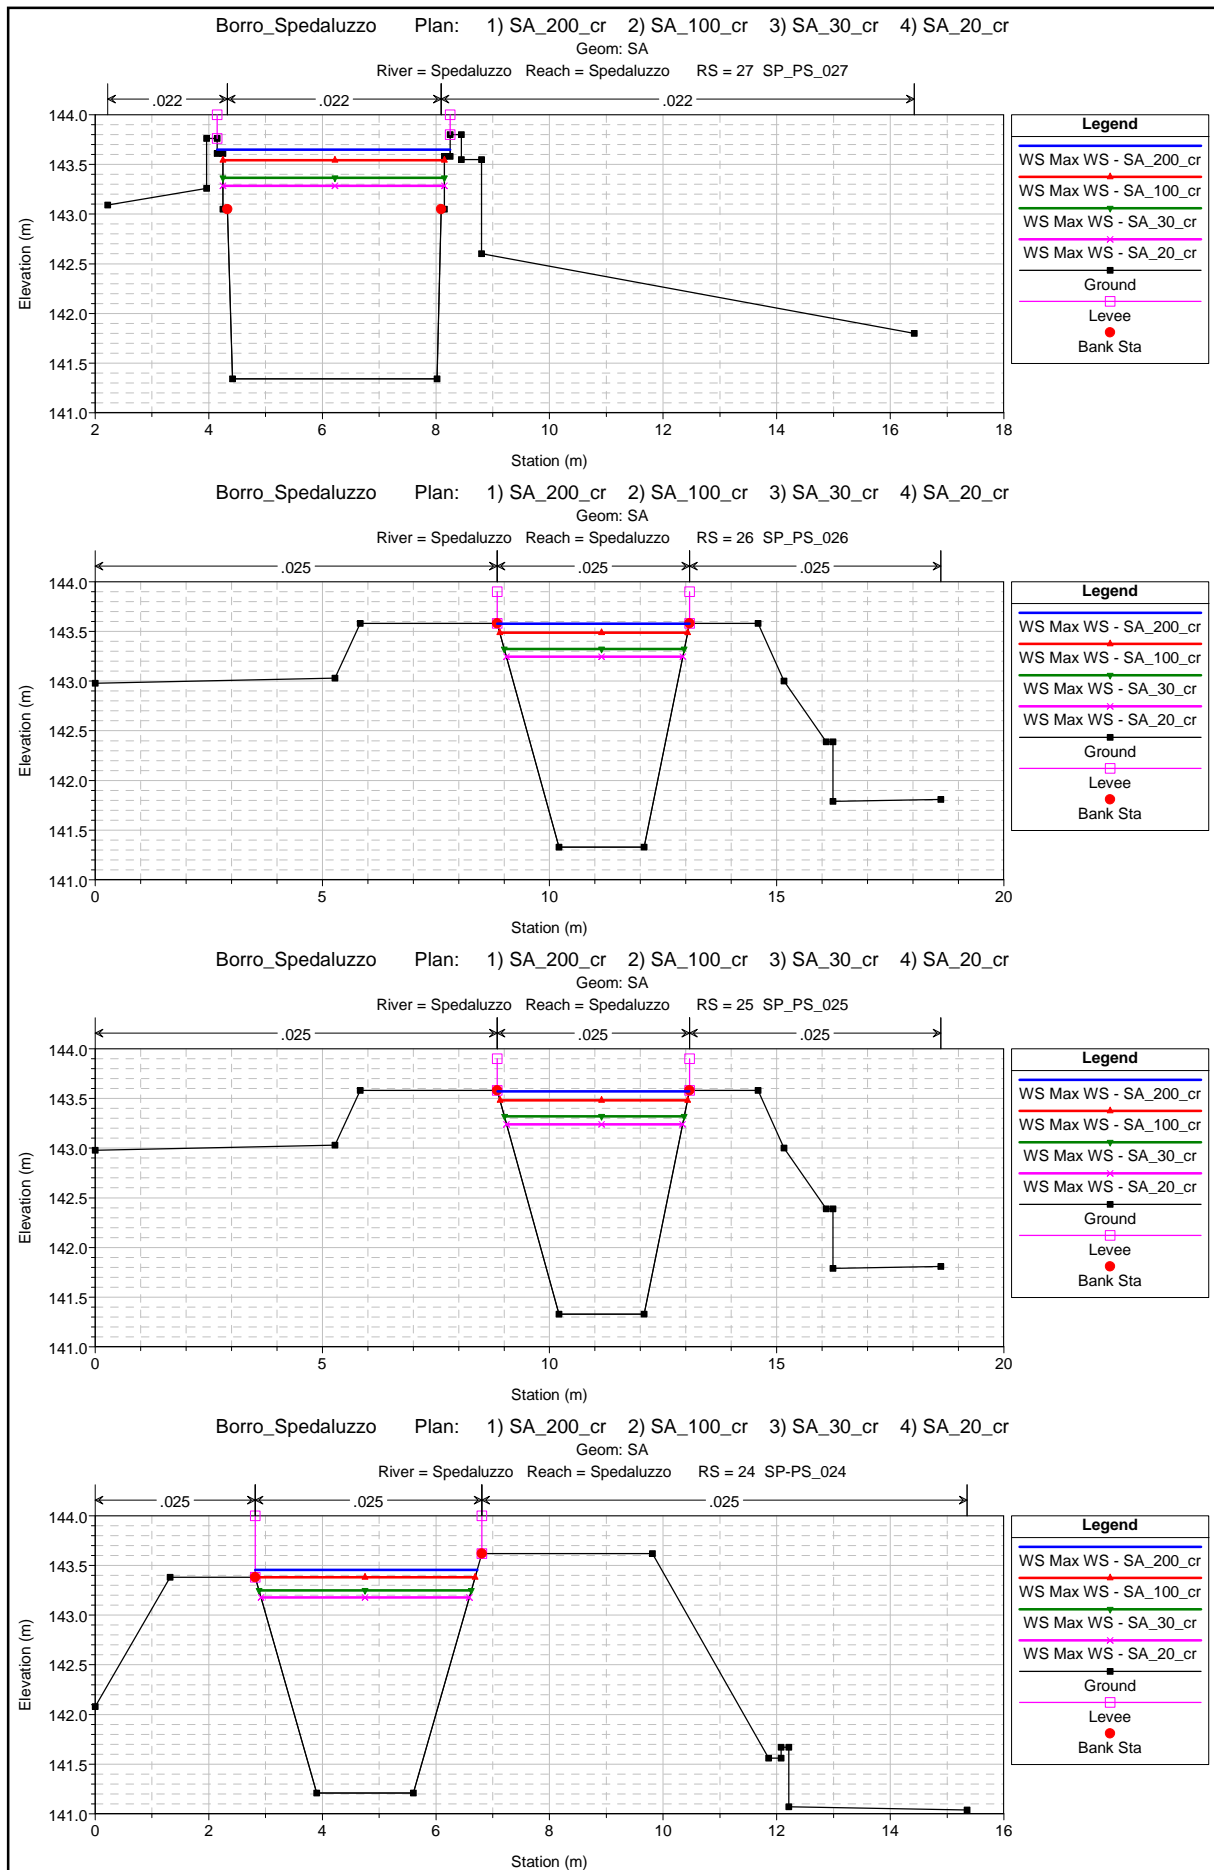 Borro_Spedaluzzo Plan: 1) SA_200_cr 2) SA_100_cr 3) SA_30_cr 4) SA_20_cr
Geom: SA
River = Spedaluzzo Reach = Spedaluzzo RS = 27 SP_PS_027
.022 .022 .022
144.0
143.5
143.0
142.5
142.0
141.5
141.0
Elevation (m)
2 4 6 8 10 12 14 16 18
Station (m)
Legend
WS Max WS - SA_200_cr
WS Max WS - SA_100_cr
WS Max WS - SA_30_cr
WS Max WS - SA_20_cr
Ground
Levee
Bank Sta
Borro_Spedaluzzo Plan: 1) SA_200_cr 2) SA_100_cr 3) SA_30_cr 4) SA_20_cr
Geom: SA
River = Spedaluzzo Reach = Spedaluzzo RS = 26 SP_PS_026
.025 .025 .025
144.0
143.5
143.0
142.5
142.0
141.5
141.0
Elevation (m)
0 5 10 15 20
Station (m)
Legend
WS Max WS - SA_200_cr
WS Max WS - SA_100_cr
WS Max WS - SA_30_cr
WS Max WS - SA_20_cr
Ground
Levee
Bank Sta
Borro_Spedaluzzo Plan: 1) SA_200_cr 2) SA_100_cr 3) SA_30_cr 4) SA_20_cr
Geom: SA
River = Spedaluzzo Reach = Spedaluzzo RS = 25 SP_PS_025
.025 .025 .025
144.0
143.5
143.0
142.5
142.0
141.5
141.0
Elevation (m)
0 5 10 15 20
Station (m)
Legend
WS Max WS - SA_200_cr
WS Max WS - SA_100_cr
WS Max WS - SA_30_cr
WS Max WS - SA_20_cr
Ground
Levee
Bank Sta
Borro_Spedaluzzo Plan: 1) SA_200_cr 2) SA_100_cr 3) SA_30_cr 4) SA_20_cr
Geom: SA
River = Spedaluzzo Reach = Spedaluzzo RS = 24 SP-PS_024
.025 .025 .025
144.0
143.5
143.0
142.5
142.0
141.5
141.0
Elevation (m)
0 2 4 6 8 10 12 14 16
Station (m)
Legend
WS Max WS - SA_200_cr
WS Max WS - SA_100_cr
WS Max WS - SA_30_cr
WS Max WS - SA_20_cr
Ground
Levee
Bank Sta